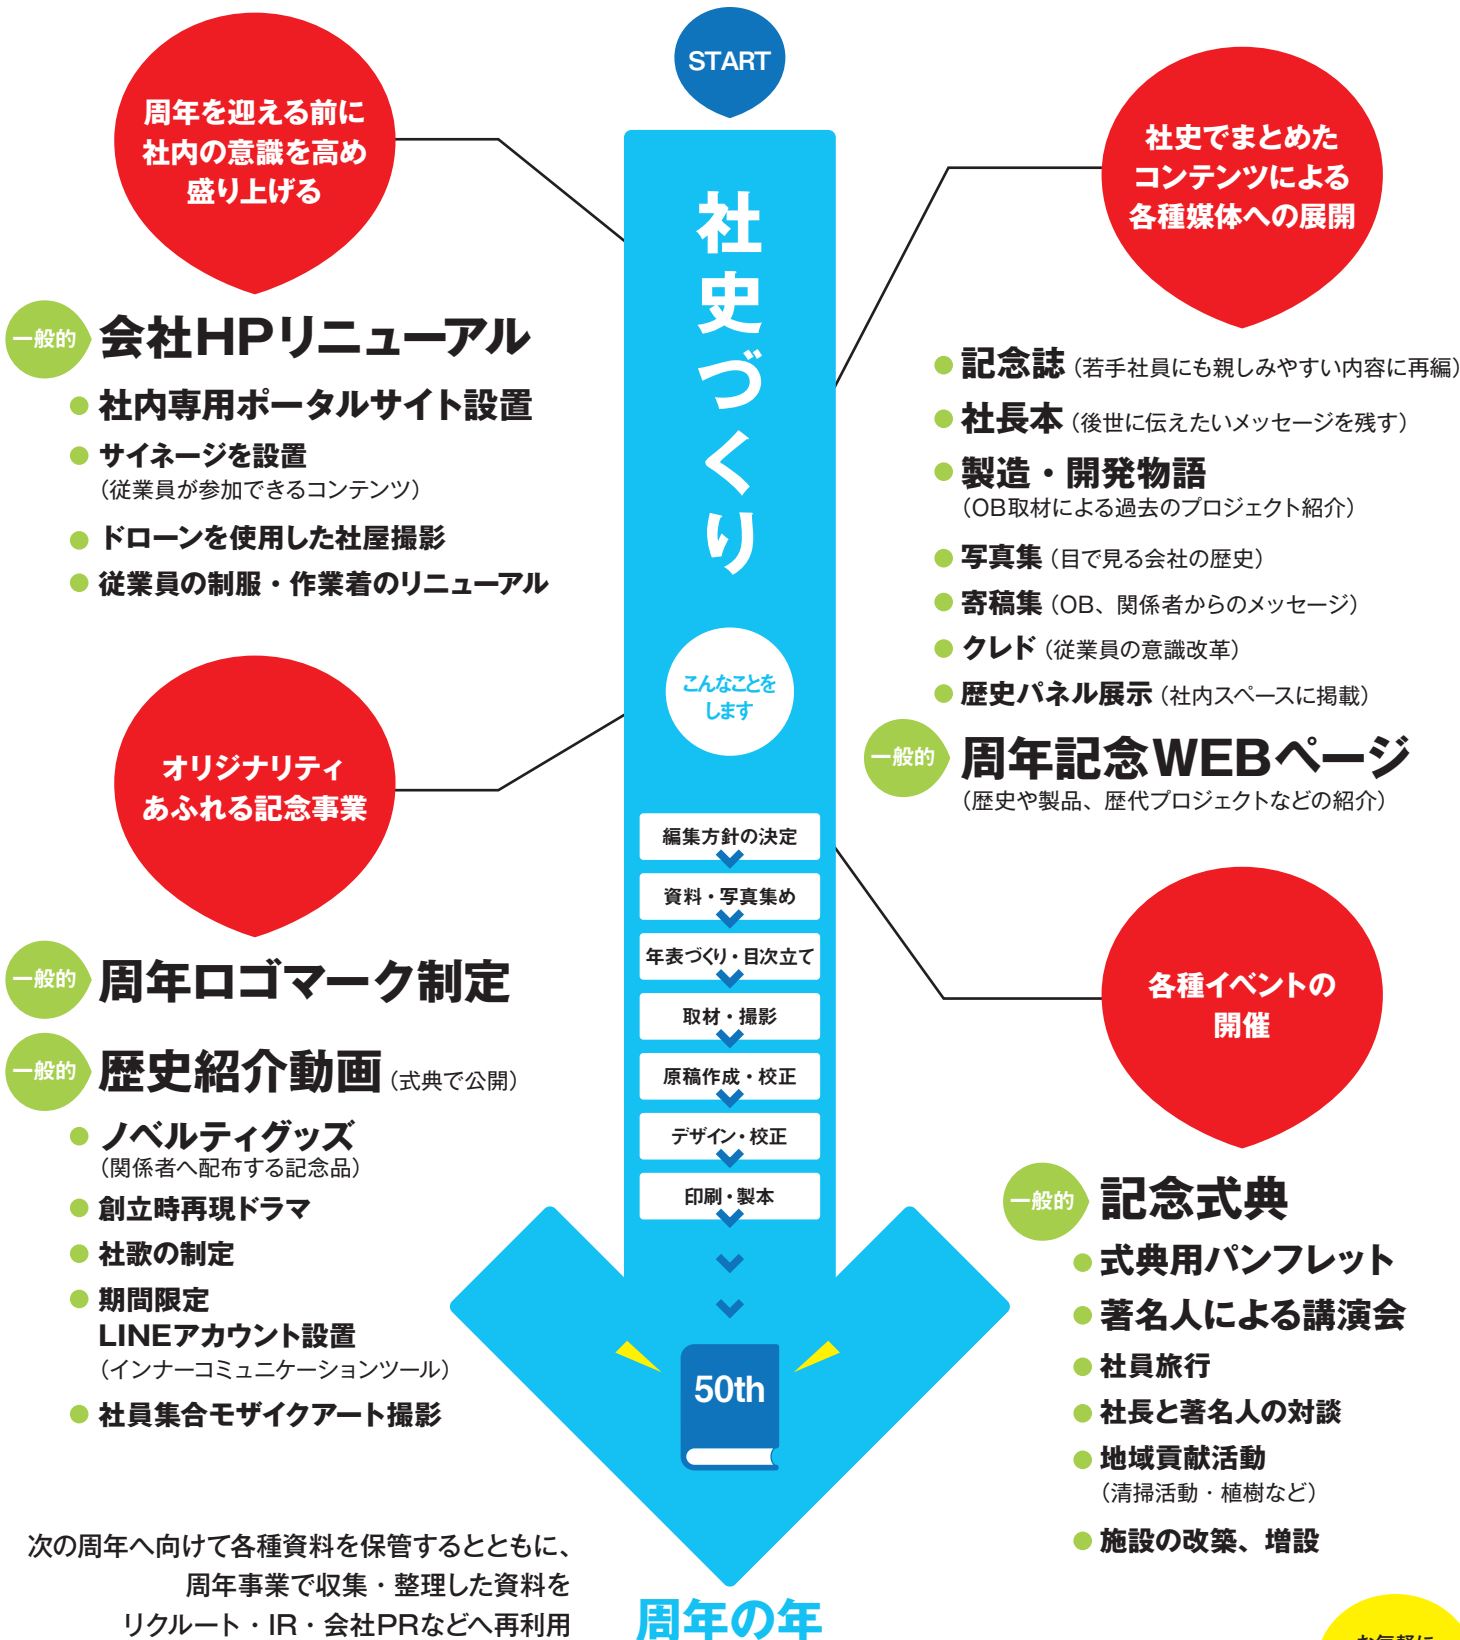 START
周年を迎える前に
社内の意識を高め
盛り上げる
一般的
会社HPリニューアル
社内専用ポータルサイト設置
サイネージを設置
（従業員が参加できるコンテンツ）
ドローンを使用した社屋撮影
従業員の制服・作業着のリニューアル
オリジナリティ
あふれる記念事業
一般的
周年ロゴマーク制定
一般的
歴史紹介動画（式典で公開）
ノベルティグッズ
（関係者へ配布する記念品）
創立時再現ドラマ
社歌の制定
期間限定
LINEアカウント設置
（インナーコミュニケーションツール）
社員集合モザイクアート撮影
次の周年へ向けて各種資料を保管するとともに、
周年事業で収集・整理した資料を
リクルート・IR・会社PRなどへ再利用
社史づくり
こんなことを
します
編集方針の決定
資料・写真集め
年表づくり・目次立て
取材・撮影
原稿作成・校正
デザイン・校正
印刷・製本
50th
周年の年
社史でまとめた
コンテンツによる
各種媒体への展開
記念誌（若手社員にも親しみやすい内容に再編）
社長本（後世に伝えたいメッセージを残す）
製造・開発物語
（OB取材による過去のプロジェクト紹介）
写真集（目で見る会社の歴史）
寄稿集（OB、関係者からのメッセージ）
クレド（従業員の意識改革）
歴史パネル展示（社内スペースに掲載）
一般的
周年記念WEBページ
（歴史や製品、歴代プロジェクトなどの紹介）
各種イベントの
開催
一般的
記念式典
式典用パンフレット
著名人による講演会
社員旅行
社長と著名人の対談
地域貢献活動
（清掃活動・植樹など）
施設の改築、増設